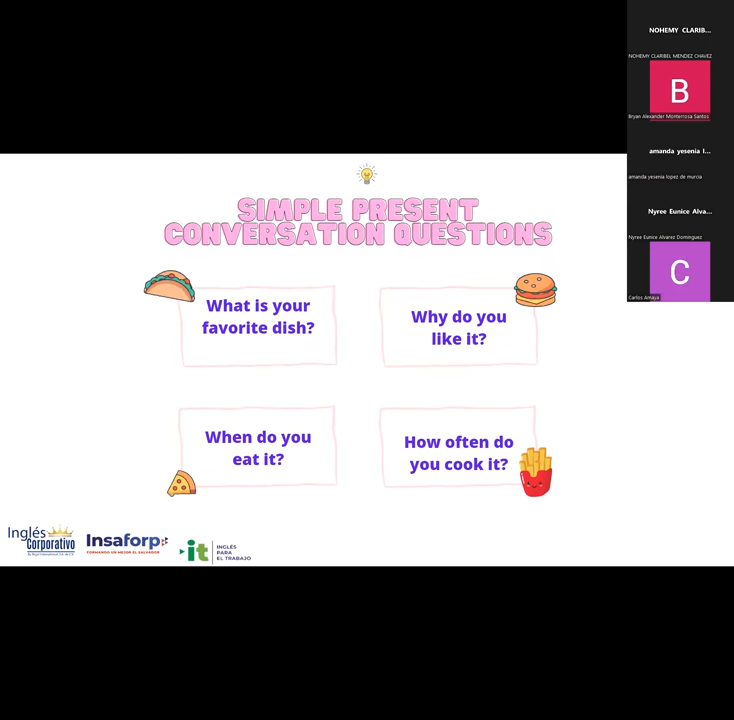 SIMPLE PRESENT
CONVERSATION QUESTIONS
What is your
favorite dish?
Why do you
like it?
When do you
eat it?
How often do
you cook it?
Inglés
Corporativo
Insaforp
FORMANDO UN MEJOR EL SALVADOR
it
INGLÉS
PARA
EL TRABAJO
NOHEMY CLARIB...
NOHEMY CLARIBEL MENDEZ CHAVEZ
B
Bryan Alexander Monterrosa Santos
amanda yesenia l...
amanda yesenia lopez de murcia
Nyree Eunice Alva...
Nyree Eunice Alvarez Dominguez
C
Carlos Amaya